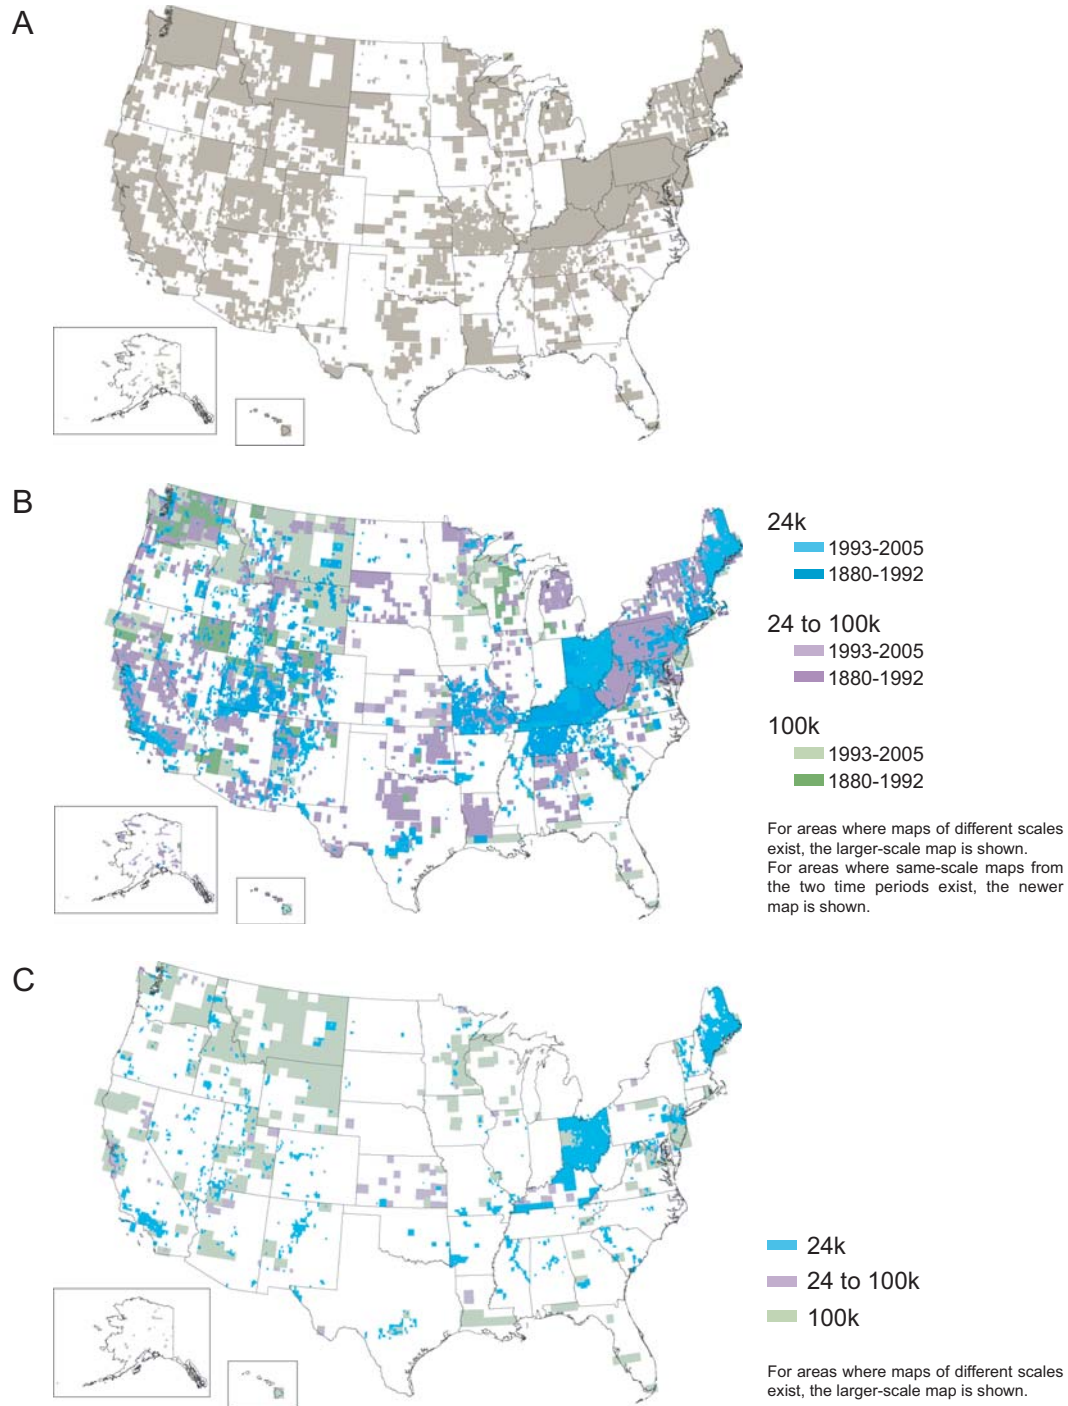 A
B
24k
1993-2005
1880-1992
24 to 100k
1993-2005
1880-1992
100k
1993-2005
1880-1992
For areas where maps of different scales
exist, the larger-scale map is shown.
For areas where same-scale maps from
the two time periods exist, the newer
map is shown.
C
24k
24 to 100k
100k
For areas where maps of different scales
exist, the larger-scale map is shown.